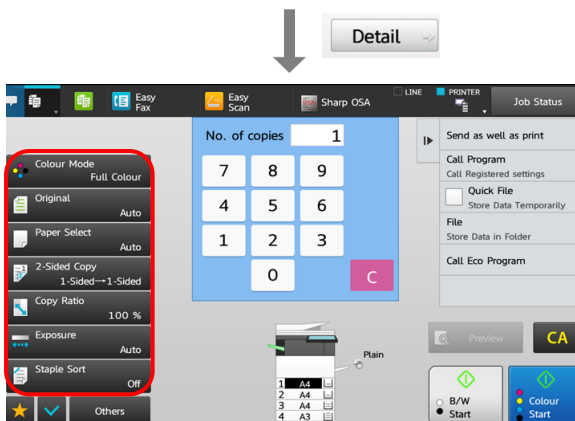 Detail
Easy
Fax
Easy
Scan
OSA
Sharp OSA
LINE
PRINTER
Job Status
Colour Mode
Full Colour
Original
Auto
Paper Select
Auto
2-Sided Copy
1-Sided→1-Sided
Copy Ratio
100 %
Exposure
Auto
Staple Sort
Off
Others
No. of copies 1
7 8 9
4 5 6
1 2 3
0 C
Plain
1 A4
2 A4
3 A4
4 A3
Send as well as print
Call Program
Call Registered settings
Quick File
Store Data Temporarily
File
Store Data in Folder
Call Eco Program
Preview
CA
B/W
Start
Colour
Start